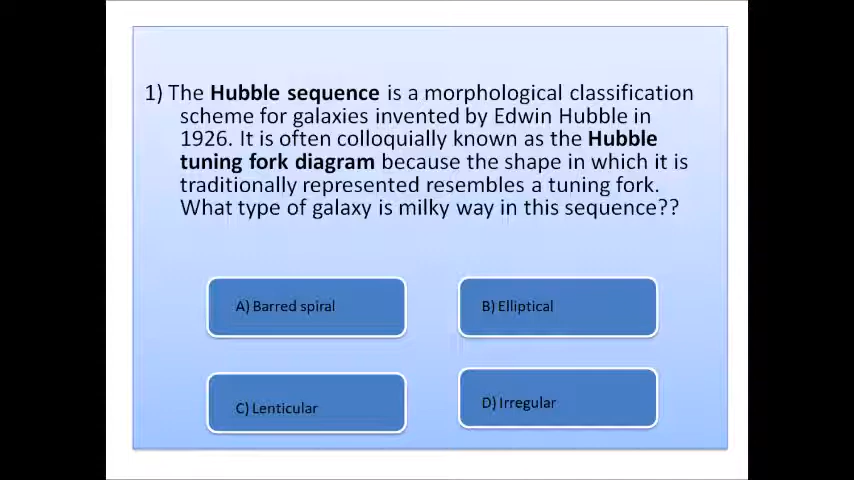 1) The Hubble sequence is a morphological classification
scheme for galaxies invented by Edwin Hubble in
1926. It is often colloquially known as the Hubble
tuning fork diagram because the shape in which it is
traditionally represented resembles a tuning fork.
What type of galaxy is milky way in this sequence??
A) Barred spiral
B) Elliptical
C) Lenticular
D) Irregular